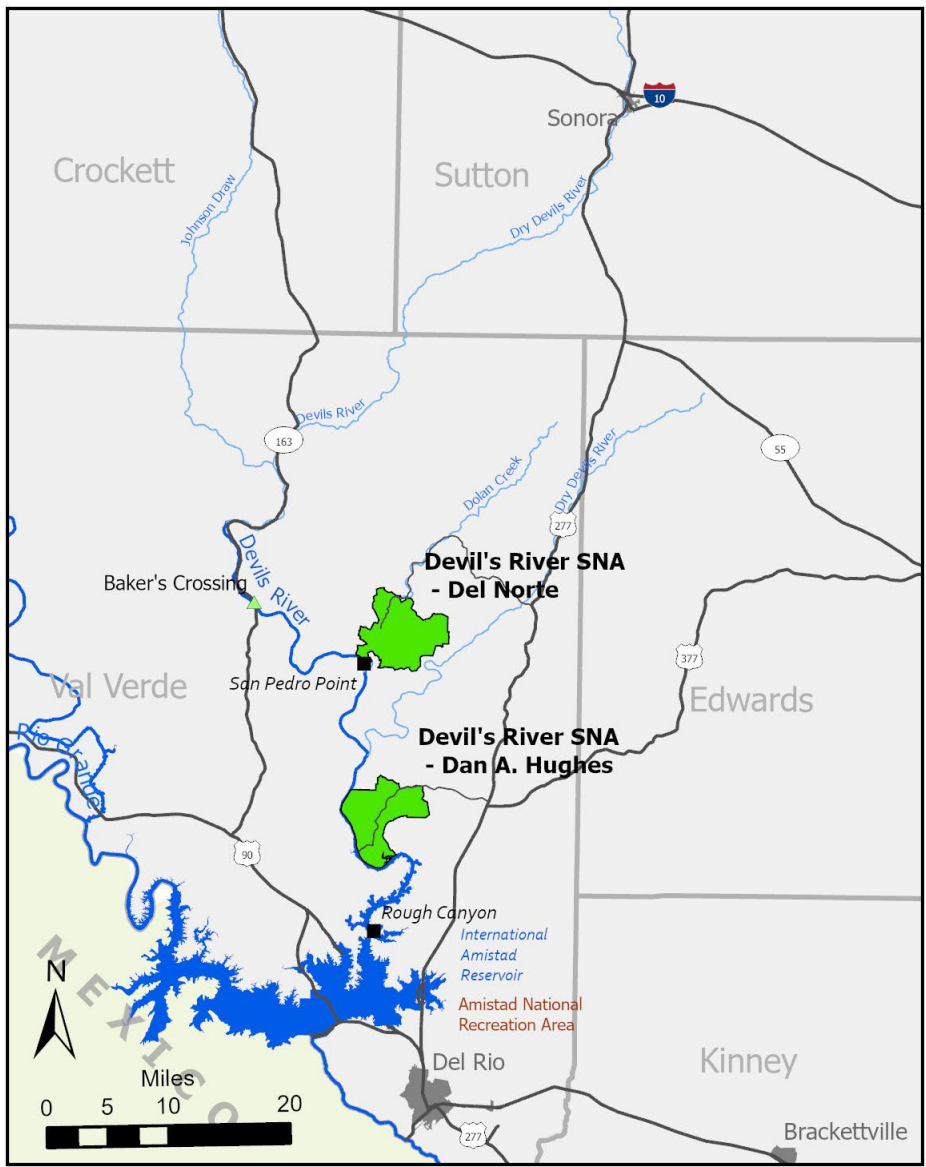 10
Sonora
Crockett
Sutton
Johnson Draw
Dry Devils River
Devils River
163
55
Dolan Creek
Dry Devils River
277
Devils River
Devil's River SNA
- Del Norte
Baker's Crossing
377
San Pedro Point
Val Verde
Edwards
Rio Grande
Devil's River SNA
- Dan A. Hughes
90
Rough Canyon
International
Amistad
Reservoir
MEXICO
N
Amistad National
Recreation Area
Del Rio
Kinney
Miles
0 5 10 20
277
Brackettville